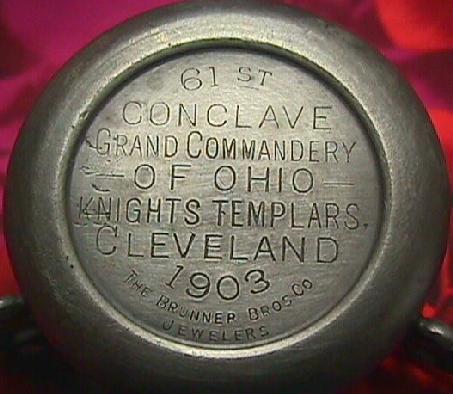 61 ST
CONCLAVE
GRAND COMMANDERY
— OF OHIO —
KNIGHTS TEMPLARS.
CLEVELAND
1903
THE BRUNNER BROS. CO
JEWELERS